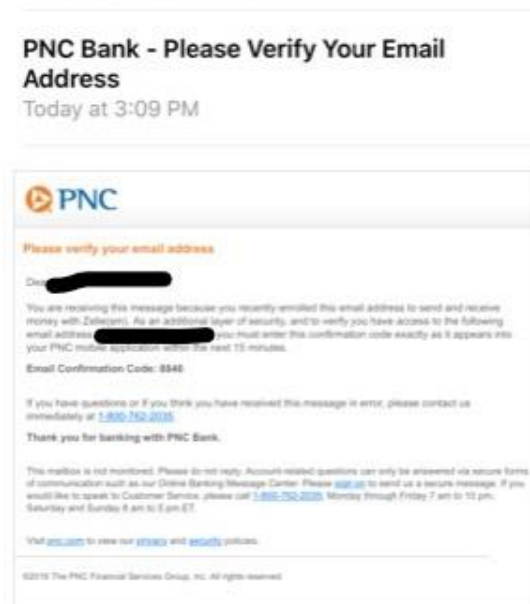 PNC Bank - Please Verify Your Email
Address
Today at 3:09 PM
PNC
Please verify your email address
Dear
You are receiving this message because you recently enrolled this email address to send and receive
money with Zelle(sm). As an additional layer of security, and to verify you have access to the following
email address you must enter this confirmation code exactly as it appears into
your PNC mobile application within the next 15 minutes.
Email Confirmation Code:
If you have questions or if you think you have received this message in error, please contact us
immediately at 1-800-762-2035.
Thank you for banking with PNC Bank.
This mailbox is not monitored. Please do not reply. Account-related questions can only be answered via secure forms
of communication such as our Online Banking Message Center. Please sign on to send us a secure message. If you
would like to speak to Customer Service, please call 1-800-762-2035, Monday through Friday 7 am to 10 pm,
Saturday and Sunday 8 am to 5 pm ET.
Visit pnc.com to view our privacy and security policies.
The PNC Financial Services Group, Inc. All rights reserved.